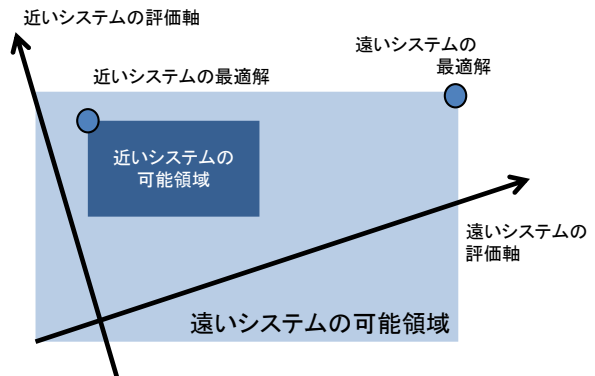 近いシステムの評価軸
遠いシステムの
最適解
近いシステムの最適解
近いシステムの
可能領域
遠いシステムの
評価軸
遠いシステムの可能領域